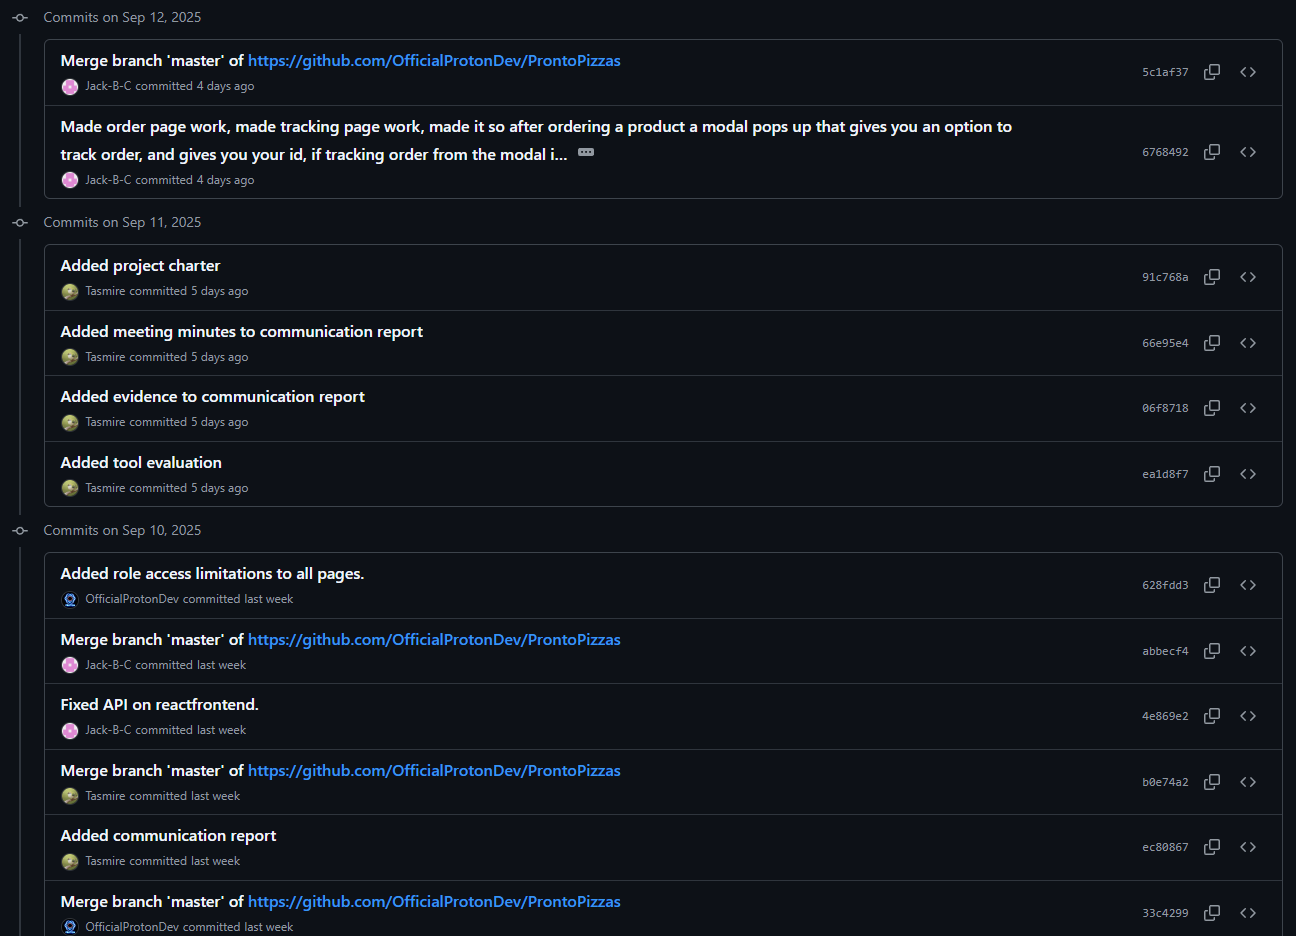 Commits on Sep 12, 2025
Merge branch 'master' of https://github.com/OfficialProtonDev/ProntoPizzas
Jack-B-C committed 4 days ago
5c1af37
Made order page work, made tracking page work, made it so after ordering a product a modal pops up that gives you an option to
track order, and gives you your id, if tracking order from the modal i...
Jack-B-C committed 4 days ago
6768492
Commits on Sep 11, 2025
Added project charter
Tasmire committed 5 days ago
91c768a
Added meeting minutes to communication report
Tasmire committed 5 days ago
66e95e4
Added evidence to communication report
Tasmire committed 5 days ago
06f8718
Added tool evaluation
Tasmire committed 5 days ago
ea1d8f7
Commits on Sep 10, 2025
Added role access limitations to all pages.
OfficialProtonDev committed last week
628fdd3
Merge branch 'master' of https://github.com/OfficialProtonDev/ProntoPizzas
Jack-B-C committed last week
abbecf4
Fixed API on reactfrontend.
Jack-B-C committed last week
4e869e2
Merge branch 'master' of https://github.com/OfficialProtonDev/ProntoPizzas
Tasmire committed last week
b0e74a2
Added communication report
Tasmire committed last week
ec80867
Merge branch 'master' of https://github.com/OfficialProtonDev/ProntoPizzas
OfficialProtonDev committed last week
33c4299